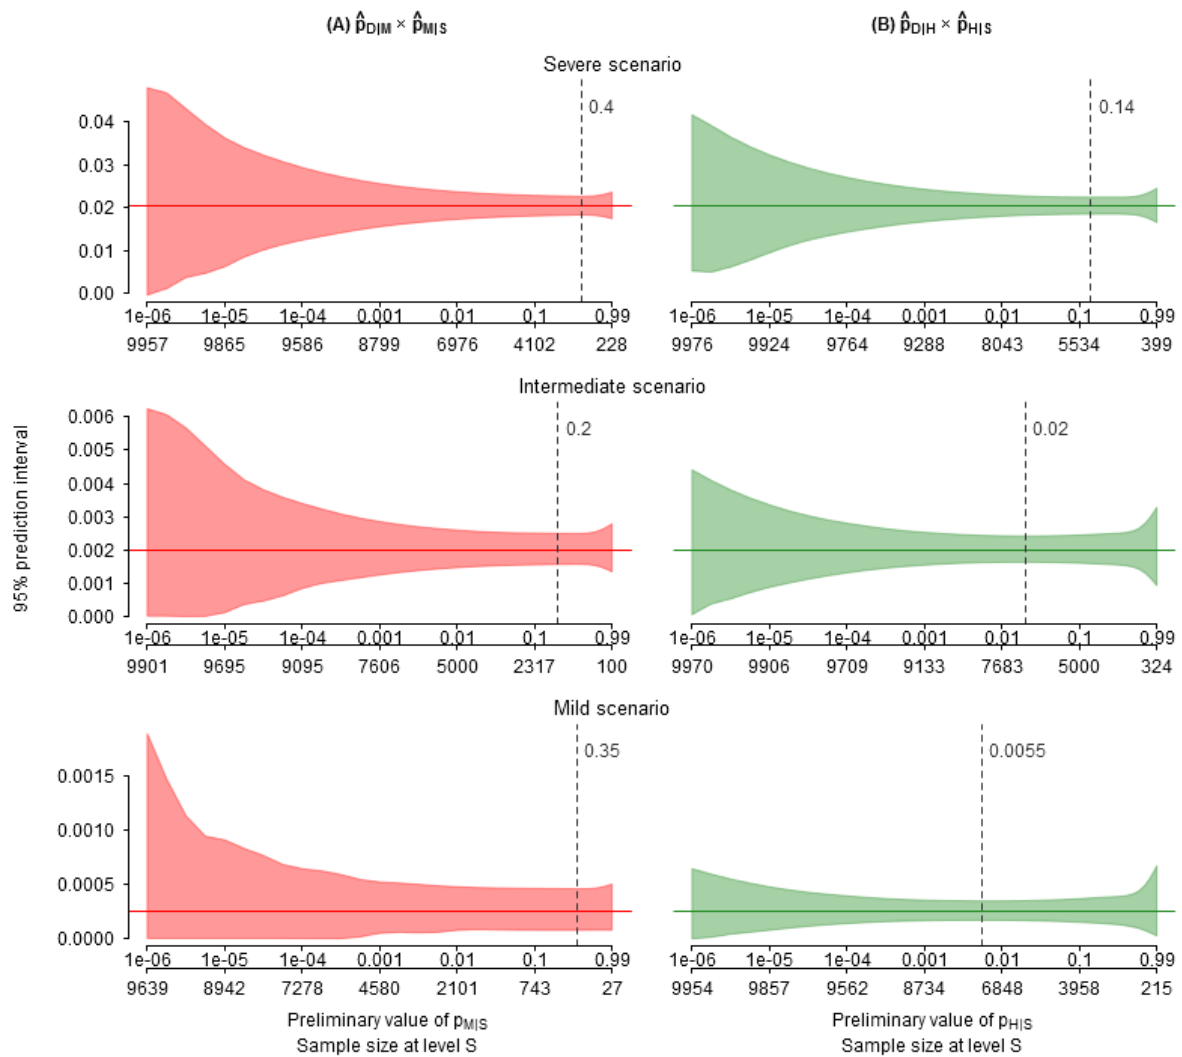 (A) p̂D|M × p̂M|S
(B) p̂D|H × p̂H|S
Severe scenario
0.4
0.14
0.04
0.03
0.02
0.01
0.00
1e-06 1e-05 1e-04 0.001 0.01 0.1 0.99
9957 9865 9586 8799 6976 4102 228
1e-06 1e-05 1e-04 0.001 0.01 0.1 0.99
9976 9924 9764 9288 8043 5534 399
Intermediate scenario
0.2
0.02
0.006
0.005
0.004
0.003
0.002
0.001
0.000
95% prediction interval
1e-06 1e-05 1e-04 0.001 0.01 0.1 0.99
9901 9695 9095 7606 5000 2317 100
1e-06 1e-05 1e-04 0.001 0.01 0.1 0.99
9970 9906 9709 9133 7683 5000 324
Mild scenario
0.35
0.0055
0.0015
0.0010
0.0005
0.0000
1e-06 1e-05 1e-04 0.001 0.01 0.1 0.99
9639 8942 7278 4580 2101 743 27
1e-06 1e-05 1e-04 0.001 0.01 0.1 0.99
9954 9857 9562 8734 6848 3958 215
Preliminary value of pM|S
Sample size at level S
Preliminary value of pH|S
Sample size at level S